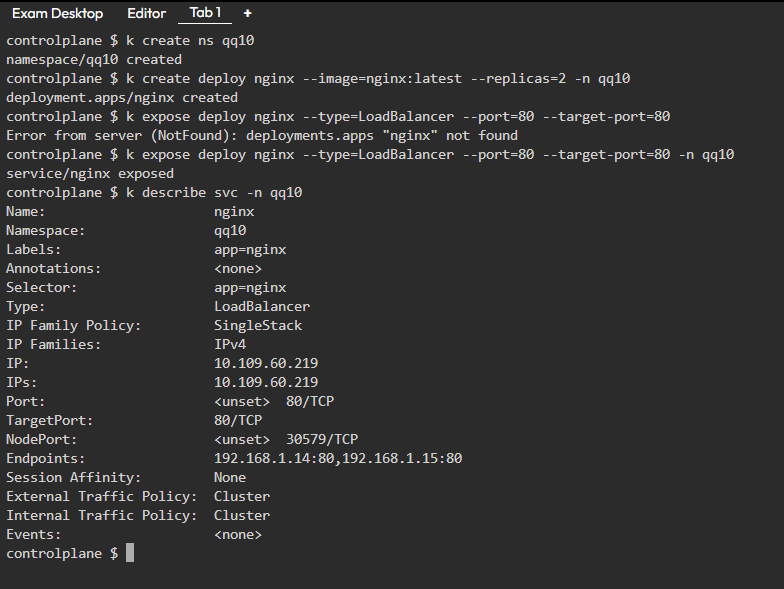 Exam Desktop Editor Tab 1 +
controlplane $ k create ns qq10
namespace/qq10 created
controlplane $ k create deploy nginx --image=nginx:latest --replicas=2 -n qq10
deployment.apps/nginx created
controlplane $ k expose deploy nginx --type=LoadBalancer --port=80 --target-port=80
Error from server (NotFound): deployments.apps "nginx" not found
controlplane $ k expose deploy nginx --type=LoadBalancer --port=80 --target-port=80 -n qq10
service/nginx exposed
controlplane $ k describe svc -n qq10
Name:                     nginx
Namespace:                qq10
Labels:                   app=nginx
Annotations:              <none>
Selector:                 app=nginx
Type:                     LoadBalancer
IP Family Policy:         SingleStack
IP Families:              IPv4
IP:                       10.109.60.219
IPs:                      10.109.60.219
Port:                     <unset>  80/TCP
TargetPort:               80/TCP
NodePort:                 <unset>  30579/TCP
Endpoints:                192.168.1.14:80,192.168.1.15:80
Session Affinity:         None
External Traffic Policy:  Cluster
Internal Traffic Policy:  Cluster
Events:                   <none>
controlplane $